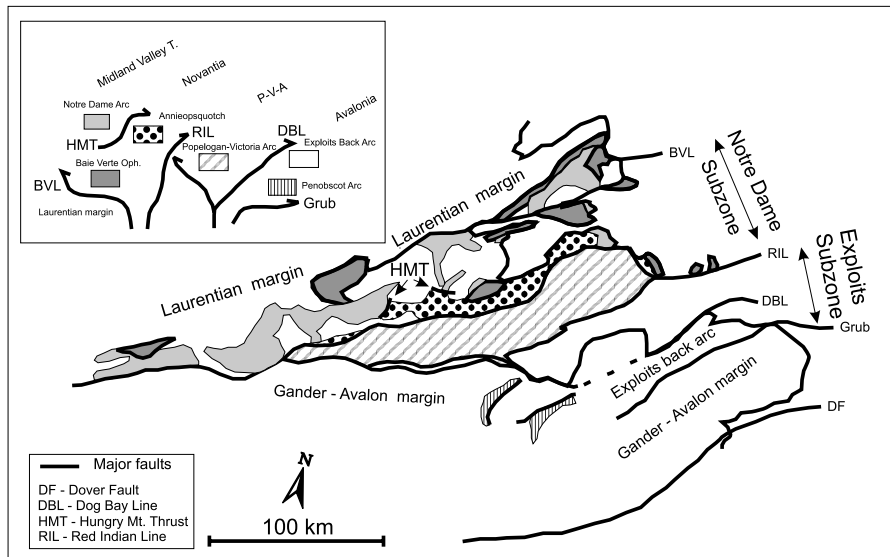 Midland Valley T.
Novantia
P-V-A
Avalonia
Notre Dame Arc
Annieopsquotch
HMT
RIL
DBL
Popelogan-Victoria Arc
Exploits Back Arc
Baie Verte Oph.
BVL
Penobscot Arc
Laurentian margin
Grub
BVL
Notre Dame
Subzone
Laurentian margin
Laurentian margin
HMT
RIL
Exploits
Subzone
DBL
Grub
Exploits back arc
Gander - Avalon margin
Gander - Avalon margin
DF
Major faults
DF - Dover Fault
DBL - Dog Bay Line
HMT - Hungry Mt. Thrust
RIL - Red Indian Line
N
100 km